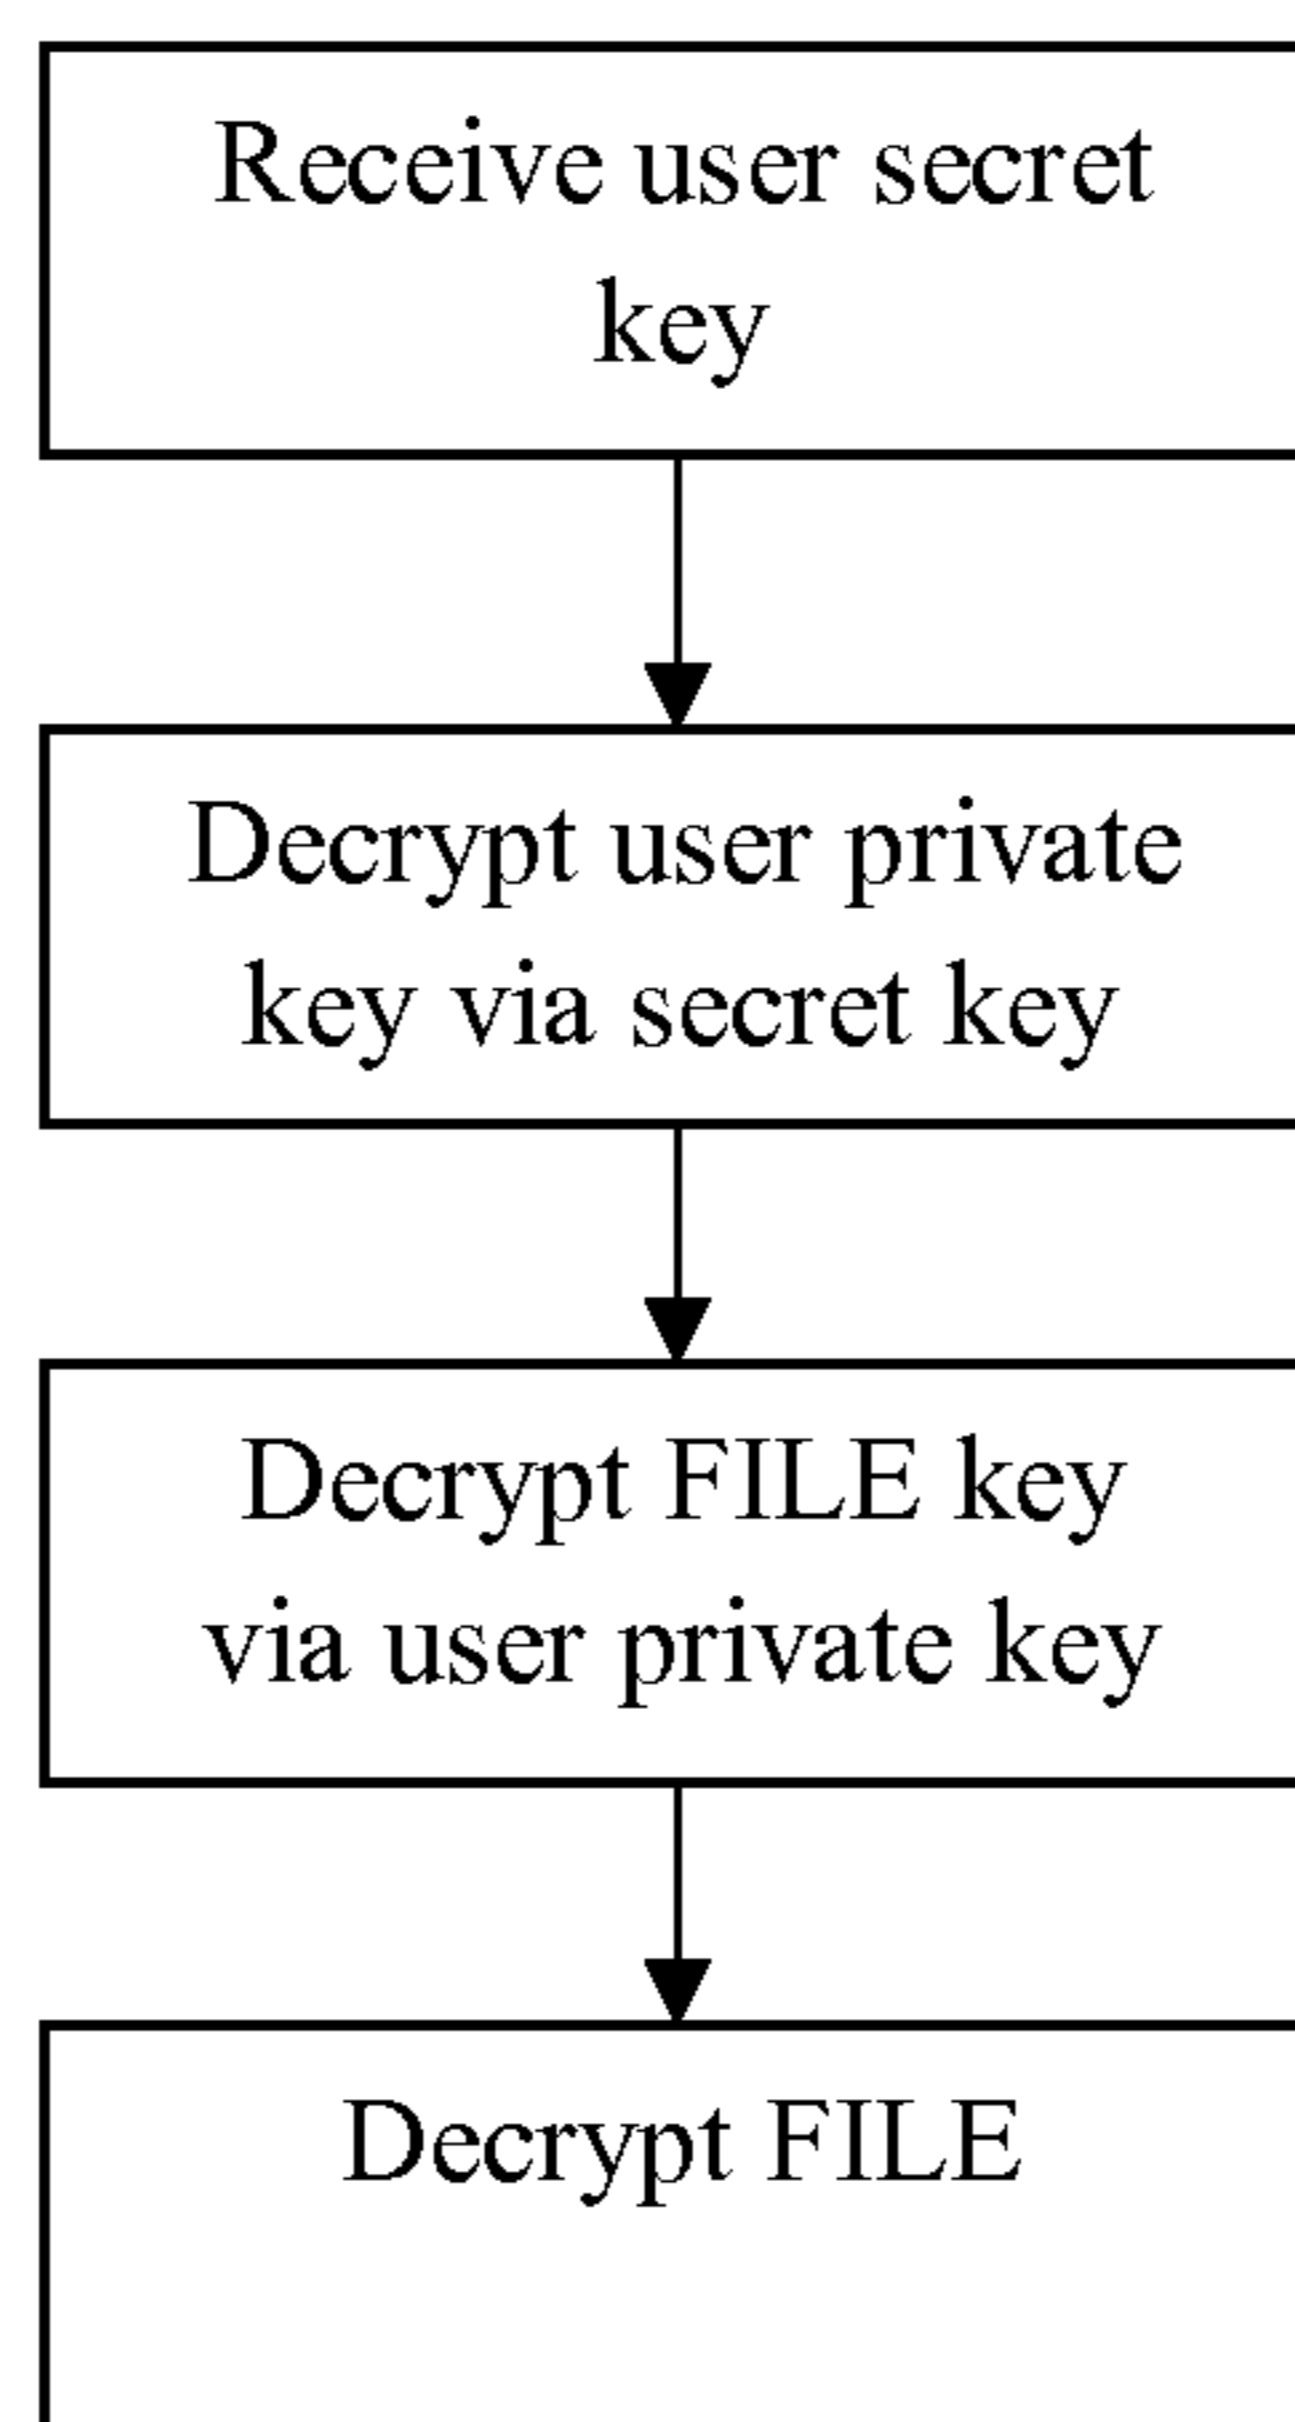 Receive user secret
key
Decrypt user private
key via secret key
Decrypt FILE key
via user private key
Decrypt FILE